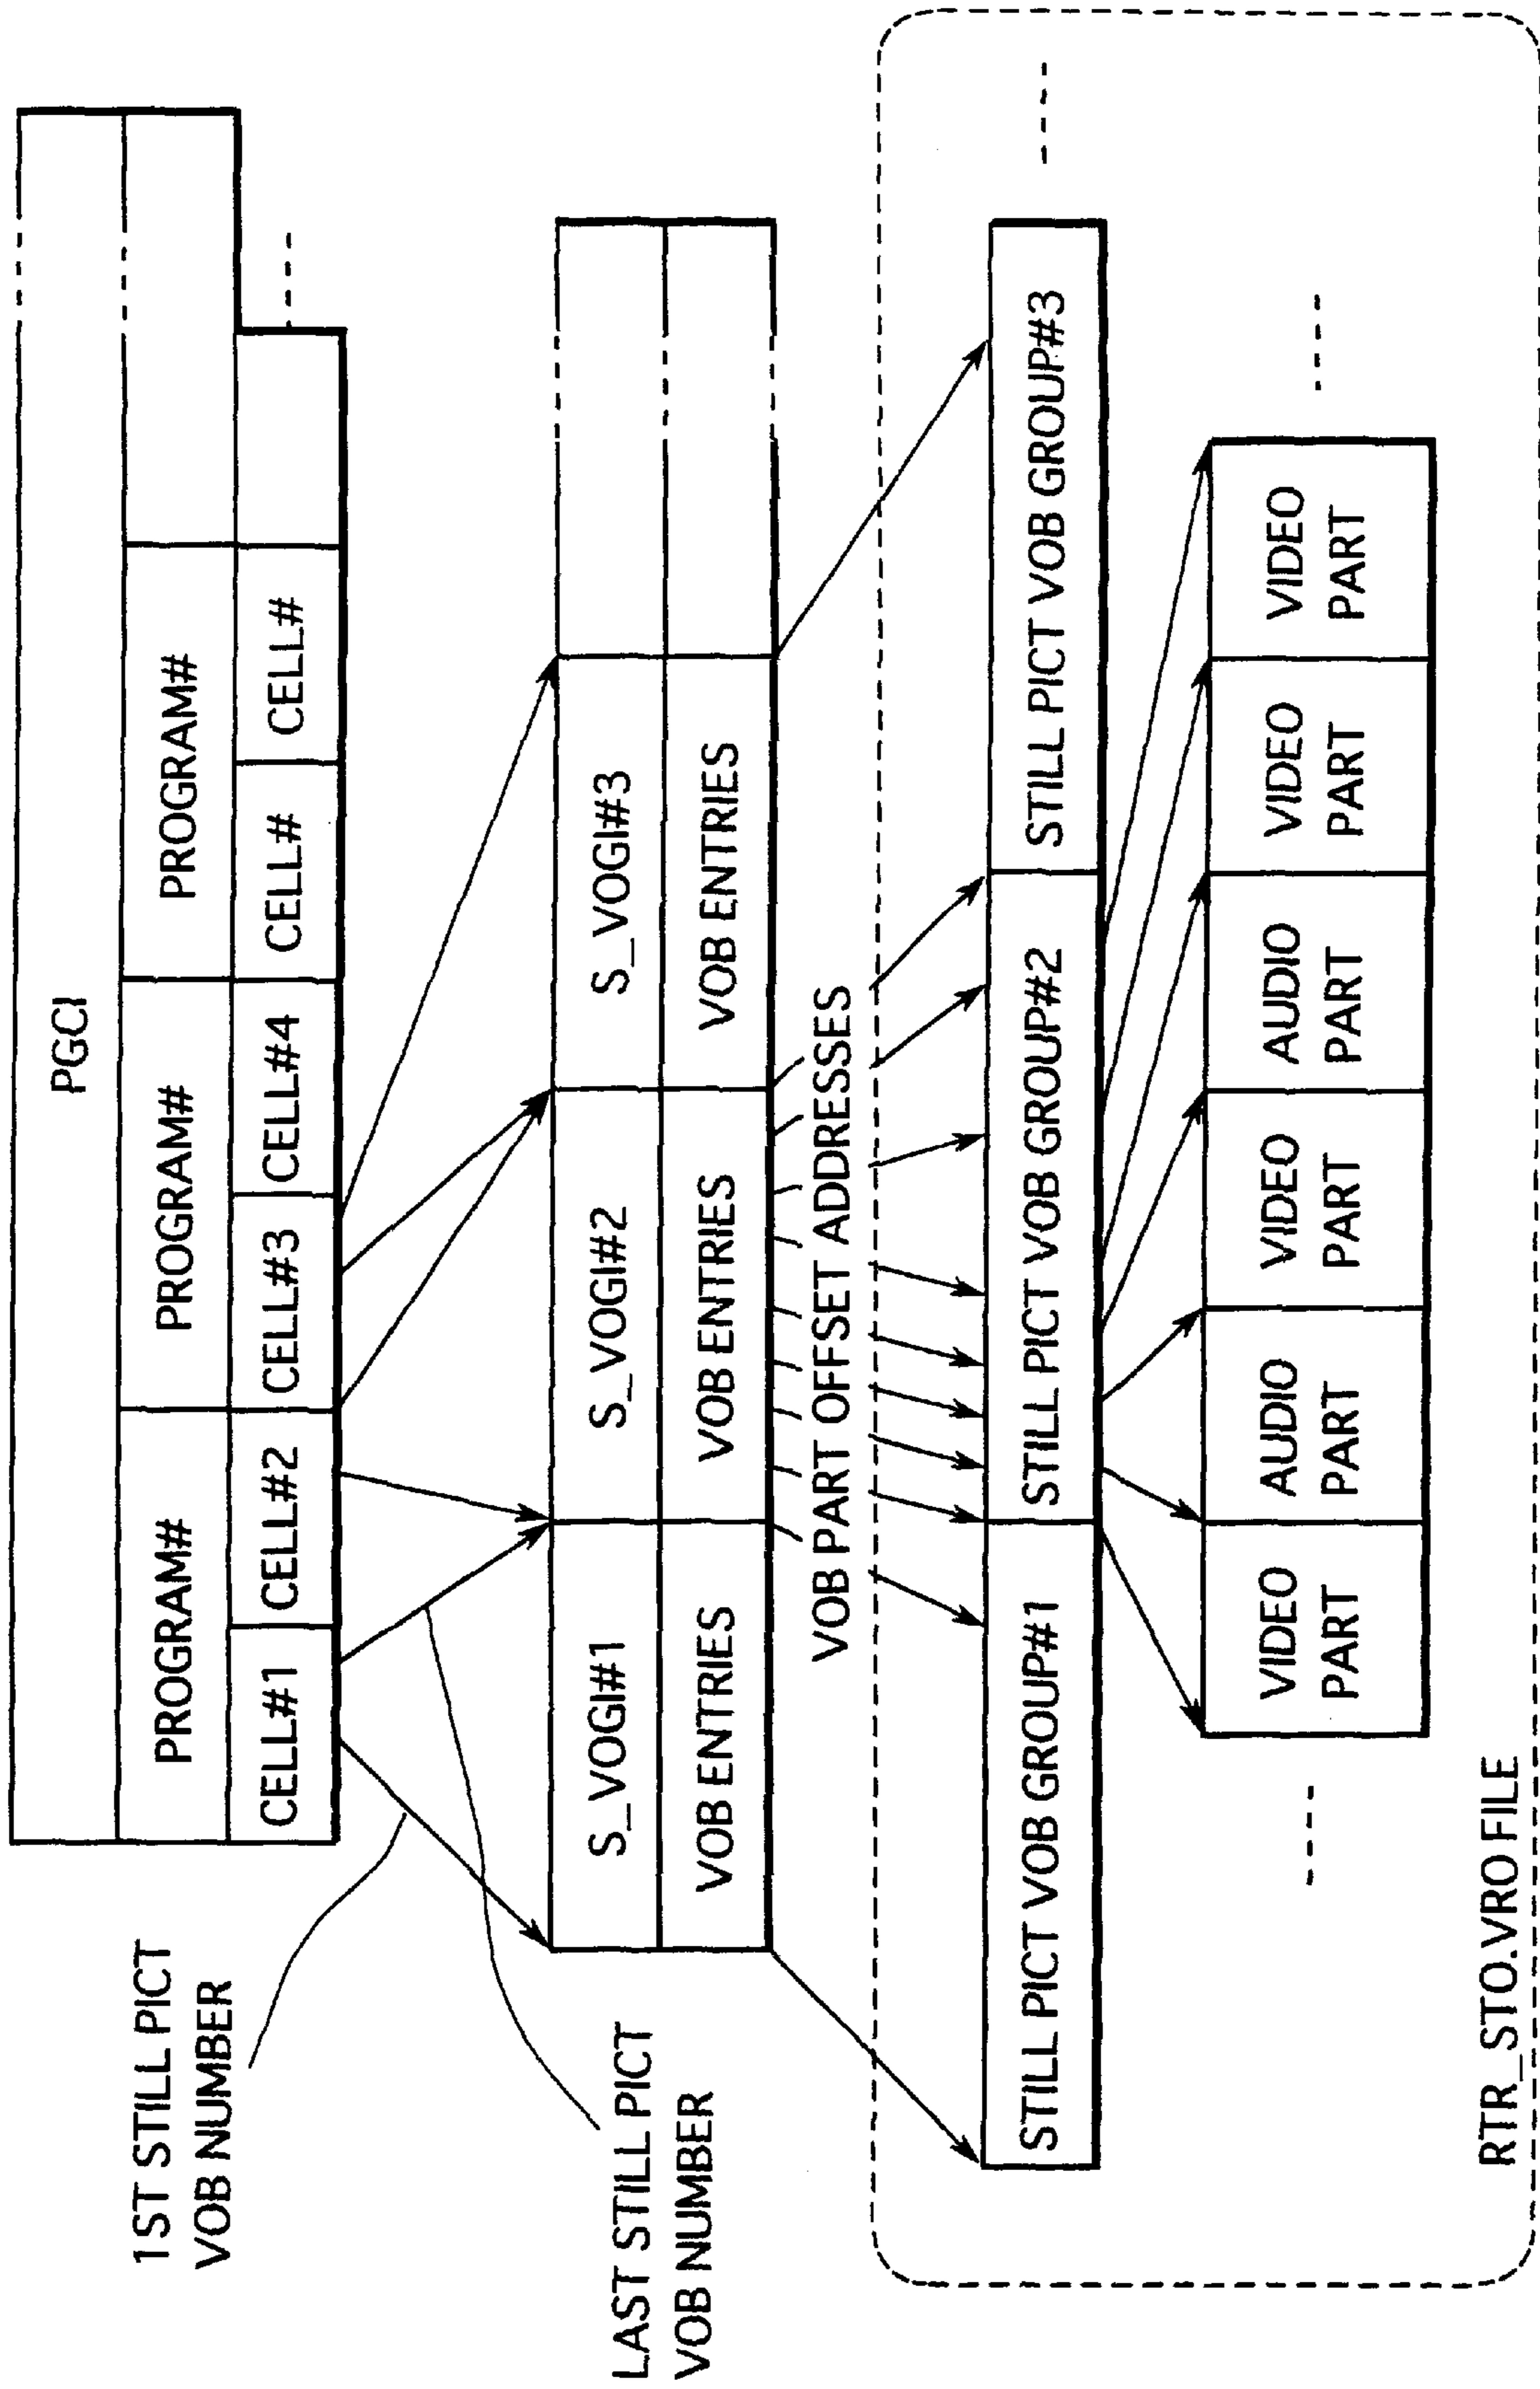 PGCI
PROGRAM# PROGRAM# PROGRAM#
CELL#1 CELL#2 CELL#3 CELL#4 CELL# CELL#
1ST STILL PICT
VOB NUMBER
LAST STILL PICT
VOB NUMBER
S_VOGI#1 S_VOGI#2 S_VOGI#3
VOB ENTRIES VOB ENTRIES VOB ENTRIES
VOB PART OFFSET ADDRESSES
STILL PICT VOB GROUP#1 STILL PICT VOB GROUP#2 STILL PICT VOB GROUP#3
VIDEO PART
AUDIO PART
VIDEO PART
AUDIO PART
VIDEO PART
VIDEO PART
RTR_STO.VRO FILE